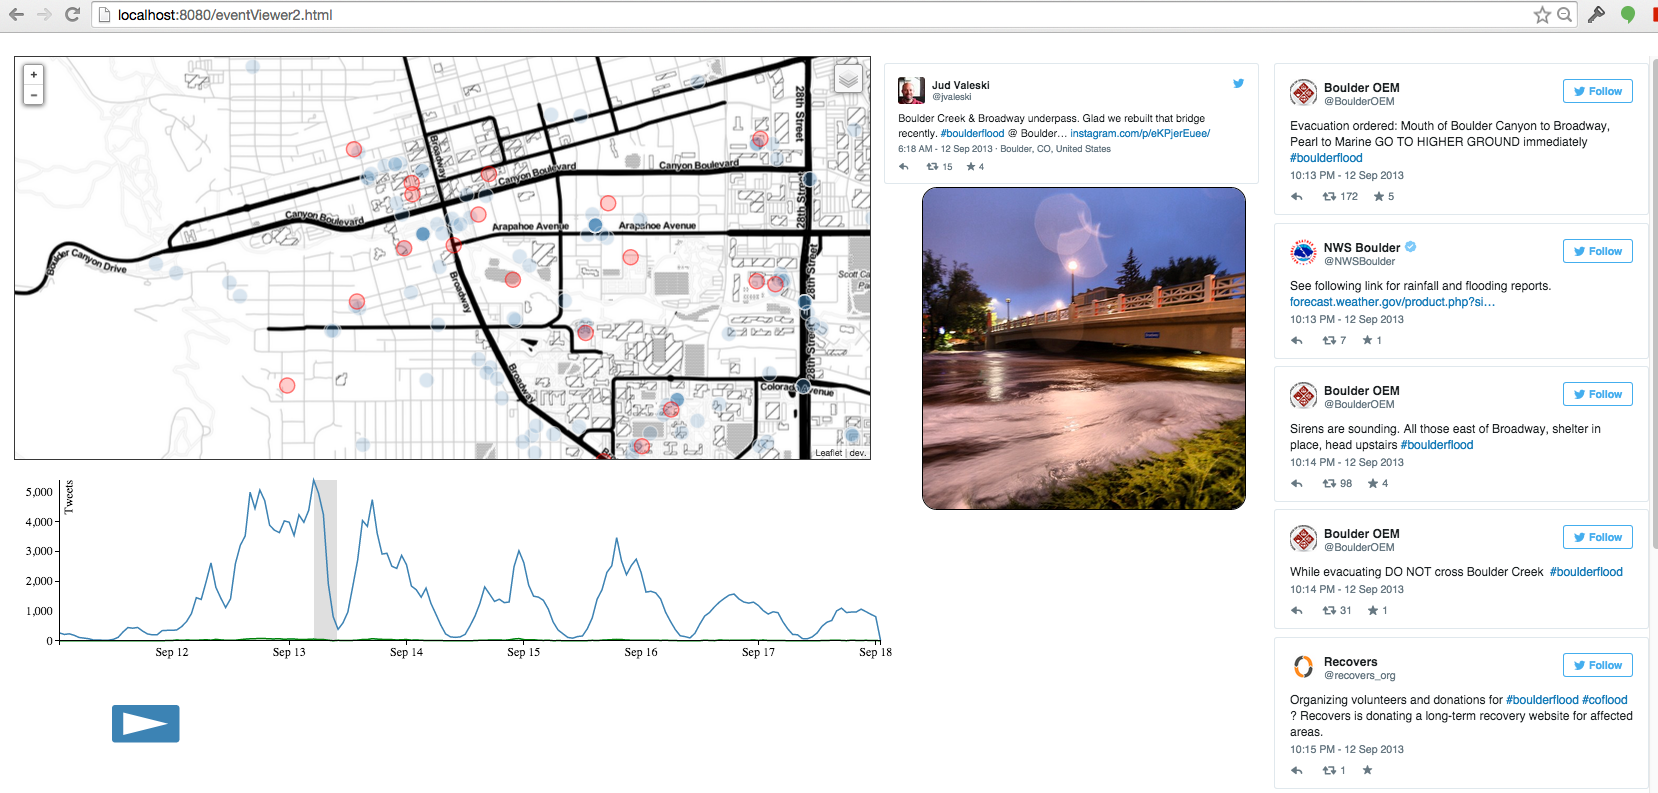 localhost:8080/eventViewer2.html
+
-
28th Street
Broadway
Canyon Boulevard
Canyon Boulevard
Canyon Boulevard
Arapahoe Avenue
Arapahoe Avenue
28th Street
Boulder Canyon Drive
Broadway
28th Street
Scott Ca
Pa
28th Street
Broadway
Colorado Avenue
Leaflet | dev.
Tweets
5,000
4,000
3,000
2,000
1,000
0
Sep 12
Sep 13
Sep 14
Sep 15
Sep 16
Sep 17
Sep 18
Jud Valeski
@jvaleski
Boulder Creek & Broadway underpass. Glad we rebuilt that bridge
recently. #boulderflood @ Boulder… instagram.com/p/eKPjerEuee/
6:18 AM - 12 Sep 2013 · Boulder, CO, United States
15 4
Boulder OEM
@BoulderOEM
Follow
Evacuation ordered: Mouth of Boulder Canyon to Broadway,
Pearl to Marine GO TO HIGHER GROUND immediately
#boulderflood
10:13 PM - 12 Sep 2013
172 5
NWS Boulder
@NWSBoulder
Follow
See following link for rainfall and flooding reports.
forecast.weather.gov/product.php?si…
10:13 PM - 12 Sep 2013
7 1
Boulder OEM
@BoulderOEM
Follow
Sirens are sounding. All those east of Broadway, shelter in
place, head upstairs #boulderflood
10:14 PM - 12 Sep 2013
98 4
Boulder OEM
@BoulderOEM
Follow
While evacuating DO NOT cross Boulder Creek #boulderflood
10:14 PM - 12 Sep 2013
31 1
Recovers
@recovers_org
Follow
Organizing volunteers and donations for #boulderflood #coflood
? Recovers is donating a long-term recovery website for affected
areas.
10:15 PM - 12 Sep 2013
1